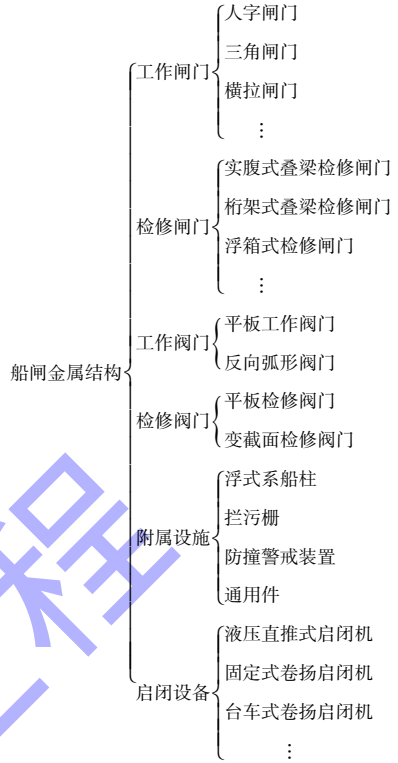 船闸金属结构
工作闸门
人字闸门
三角闸门
横拉闸门
⋮
检修闸门
实腹式叠梁检修闸门
桁架式叠梁检修闸门
浮箱式检修闸门
⋮
工作阀门
平板工作阀门
反向弧形阀门
检修阀门
平板检修阀门
变截面检修阀门
附属设施
浮式系船柱
拦污栅
防撞警戒装置
通用件
启闭设备
液压直推式启闭机
固定式卷扬启闭机
台车式卷扬启闭机
⋮
工程